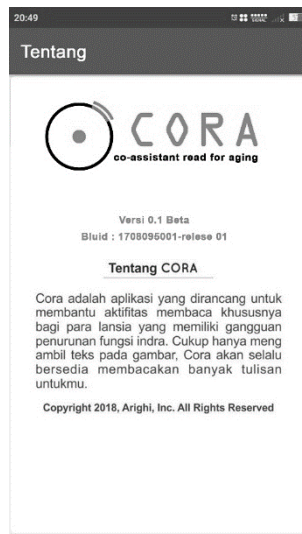 20:49
Tentang
CORA
co-assistant read for aging
Versi 0.1 Beta
Bluid : 1708095001-relese 01
Tentang CORA
Cora adalah aplikasi yang dirancang untuk
membantu aktifitas membaca khususnya
bagi para lansia yang memiliki gangguan
penurunan fungsi indra. Cukup hanya meng
ambil teks pada gambar, Cora akan selalu
bersedia membacakan banyak tulisan
untukmu.
Copyright 2018, Arighi, Inc. All Rights Reserved